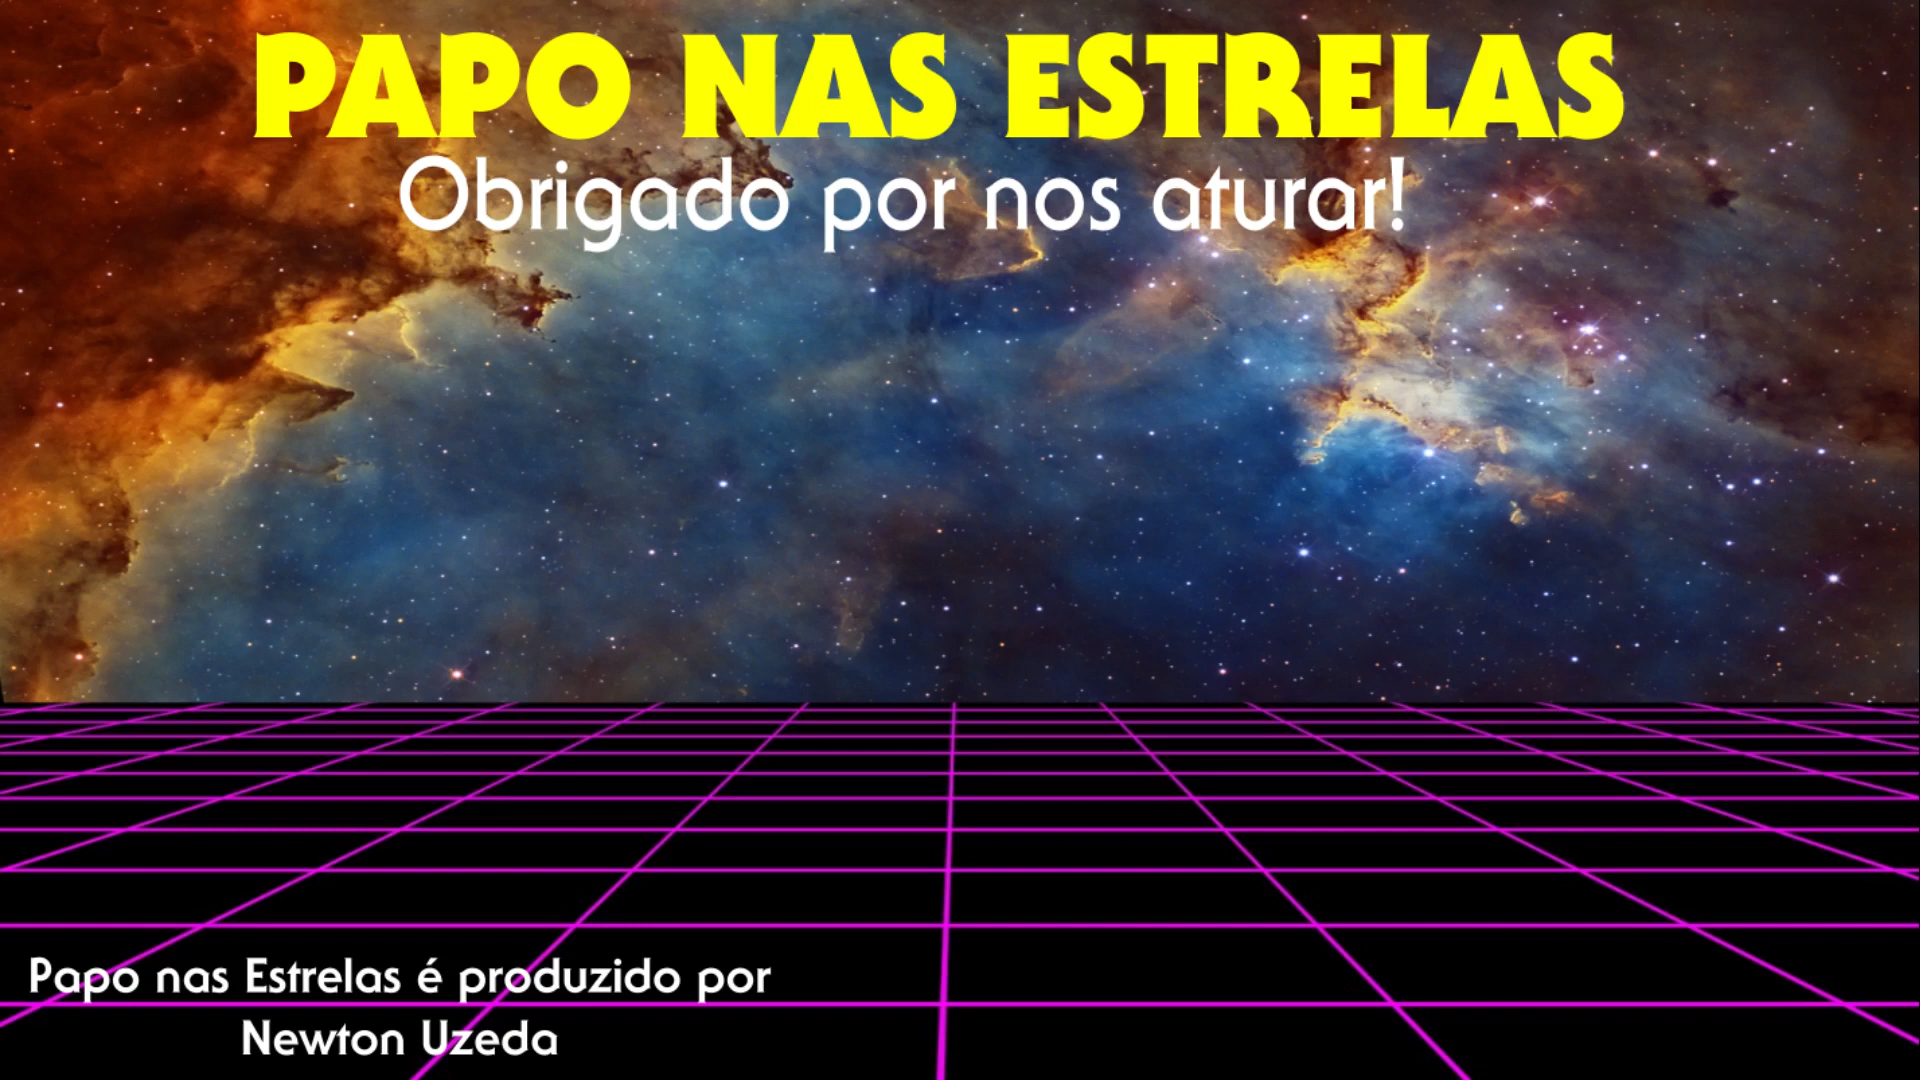 PAPO NAS ESTRELAS
Obrigado por nos aturar!
Papo nas Estrelas é produzido por
Newton Uzeda